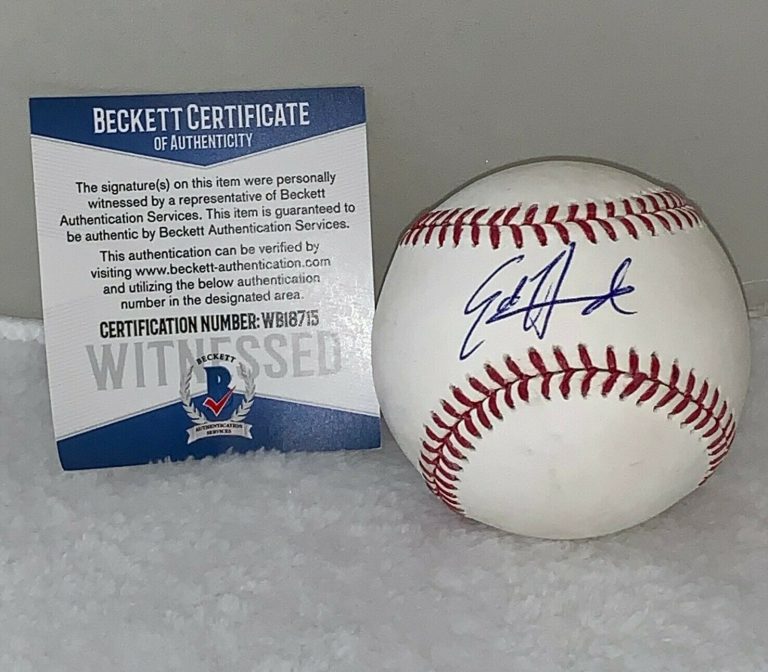 BECKETT CERTIFICATE
OF AUTHENTICITY
The signature(s) on this item were personally
witnessed by a representative of Beckett
Authentication Services. This item is guaranteed to
be authentic by Beckett Authentication Services.
This authentication can be verified by
visiting www.beckett-authentication.com
and utilizing the below authentication
number in the designated area.
CERTIFICATION NUMBER: WB18715
WITNESSED
BECKETT
B
AUTHENTICATION
SERVICES